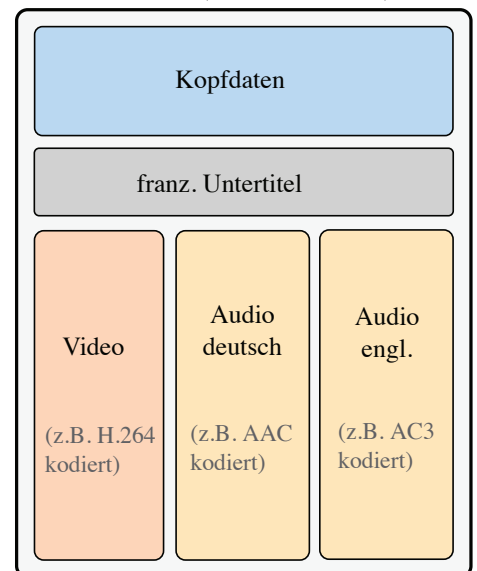 Kopfdaten
franz. Untertitel
Video
(z.B. H.264
kodiert)
Audio
deutsch
(z.B. AAC
kodiert)
Audio
engl.
(z.B. AC3
kodiert)